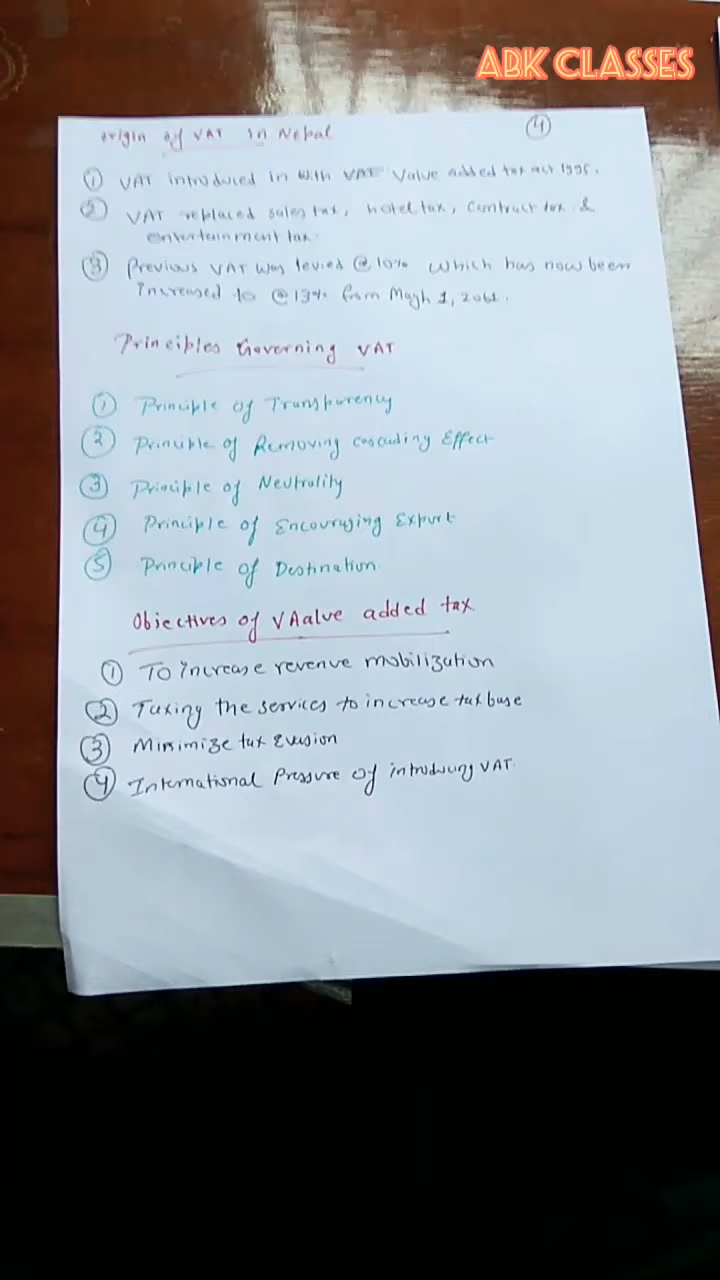 ABK CLASSES
Origin of VAT in Nepal
4
① VAT introduced in with VAT Value added tax act 1995.
② VAT replaced sales tax, hotel tax, Contract tax &
entertainment tax.
③ Previous VAT was levied @ 10% which has now been
increased to @ 13% from Magh 1, 2061.
Principles Governing VAT
① Principle of Transparency
② Principle of Removing cascading Effect
③ Principle of Neutrality
④ Principle of Encouraging Export
⑤ Principle of Destination
Objectives of VAalue added tax
① To increase revenue mobilization
② Taxing the services to increase tax base
③ Minimize tax Evasion
④ International Pressure of introducing VAT.